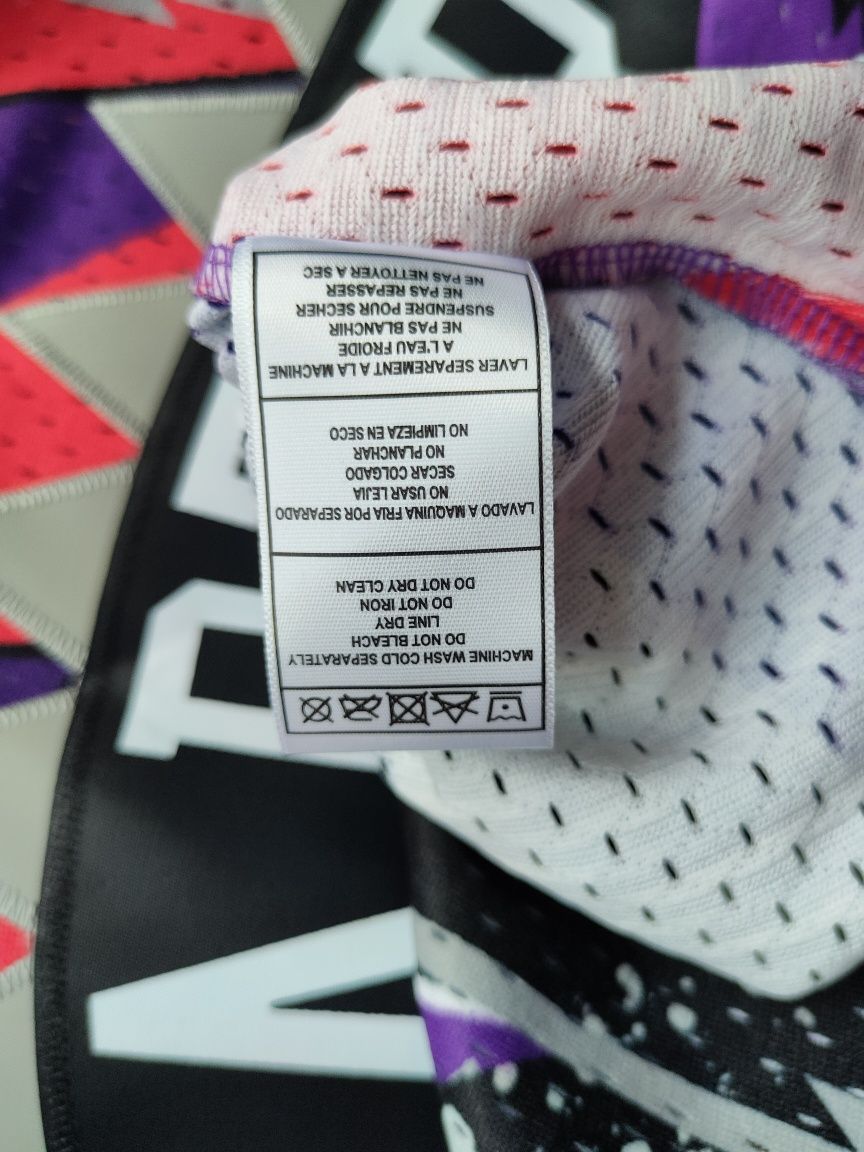 MACHINE WASH COLD SEPARATELY
DO NOT BLEACH
LINE DRY
DO NOT IRON
DO NOT DRY CLEAN
LAVADO A MAQUINA FRIA POR SEPARADO
NO USAR LEJIA
SECAR COLGADO
NO PLANCHAR
NO LIMPIEZA EN SECO
LAVER SEPAREMENT A LA MACHINE
A L'EAU FROIDE
NE PAS BLANCHIR
SUSPENDRE POUR SECHER
NE PAS REPASSER
NE PAS NETTOYER A SEC